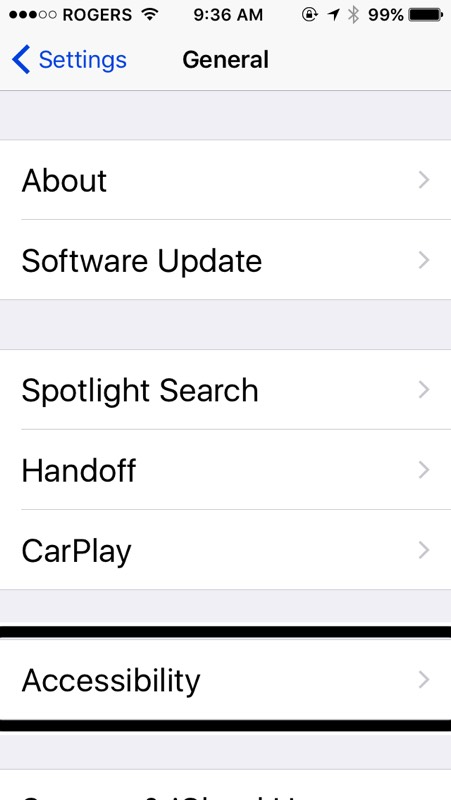 ROGERS 9:36 AM 99%
Settings General
About
Software Update
Spotlight Search
Handoff
CarPlay
Accessibility